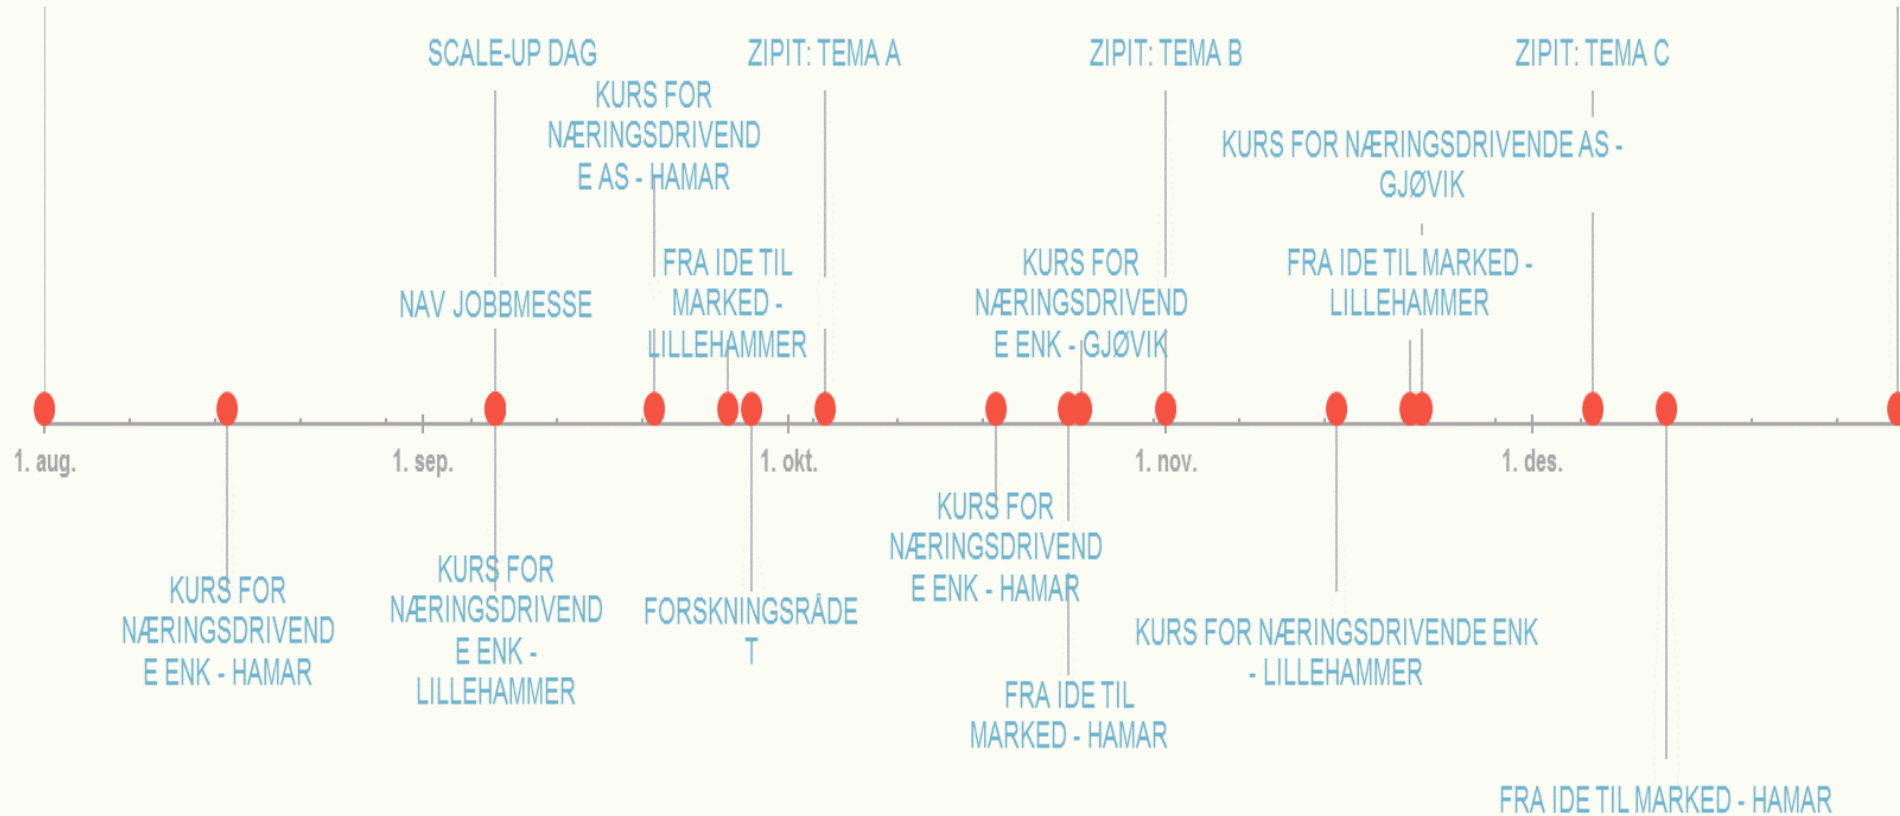 SCALE-UP DAG
ZIPIT: TEMA A
ZIPIT: TEMA B
ZIPIT: TEMA C
KURS FOR
NÆRINGSDRIVEND
E AS - HAMAR
KURS FOR NÆRINGSDRIVENDE AS -
GJØVIK
NAV JOBBMESSE
FRA IDE TIL
MARKED -
LILLEHAMMER
KURS FOR
NÆRINGSDRIVEND
E ENK - GJØVIK
FRA IDE TIL MARKED -
LILLEHAMMER
1. aug.
1. sep.
1. okt.
1. nov.
1. des.
KURS FOR
NÆRINGSDRIVEND
E ENK - HAMAR
KURS FOR
NÆRINGSDRIVEND
E ENK -
LILLEHAMMER
FORSKNINGSRÅDE
T
KURS FOR
NÆRINGSDRIVEND
E ENK - HAMAR
FRA IDE TIL
MARKED - HAMAR
KURS FOR NÆRINGSDRIVENDE ENK
- LILLEHAMMER
FRA IDE TIL MARKED - HAMAR